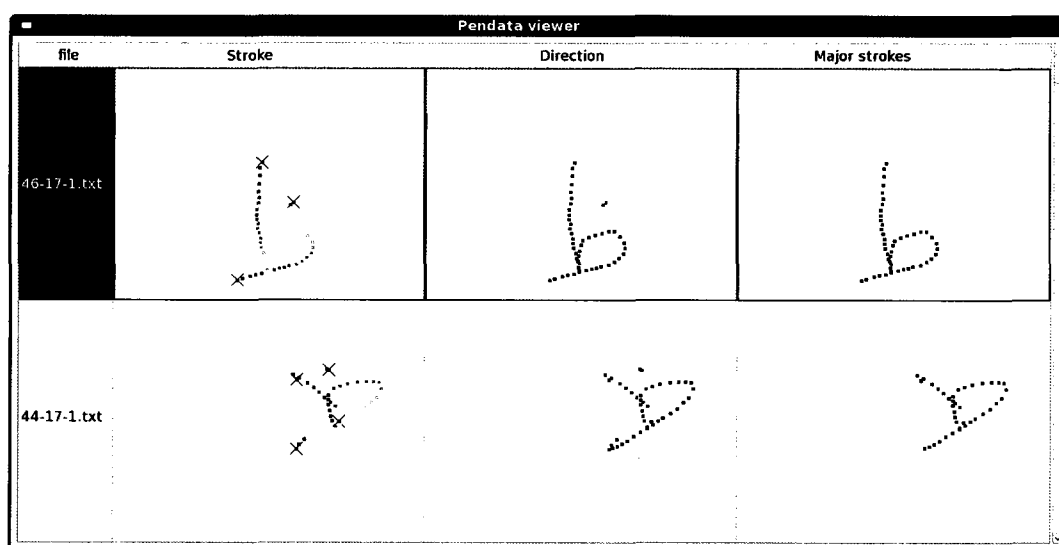 Pendata viewer
file Stroke Direction Major strokes
46-17-1.txt
44-17-1.txt